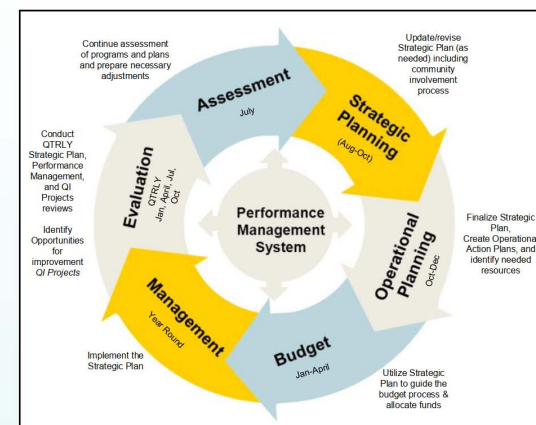 Continue assessment
of programs and plans
and prepare necessary
adjustments
Update/revise
Strategic Plan (as
needed) including
community
involvement
process
Assessment
July
Strategic
Planning
(Aug-Oct)
Conduct
QTRLY
Strategic Plan,
Performance
Management,
and QI
Projects
reviews
Identify
Opportunities
for
improvement
QI Projects
Evaluation
QTRLY
Jan, April, Jul,
Oct
Performance
Management
System
Operational
Planning
Oct-Dec
Finalize Strategic
Plan,
Create Operational
Action Plans, and
identify needed
resources
Management
Year Round
Budget
Jan-April
Implement the
Strategic Plan
Utilize Strategic
Plan to guide the
budget process &
allocate funds